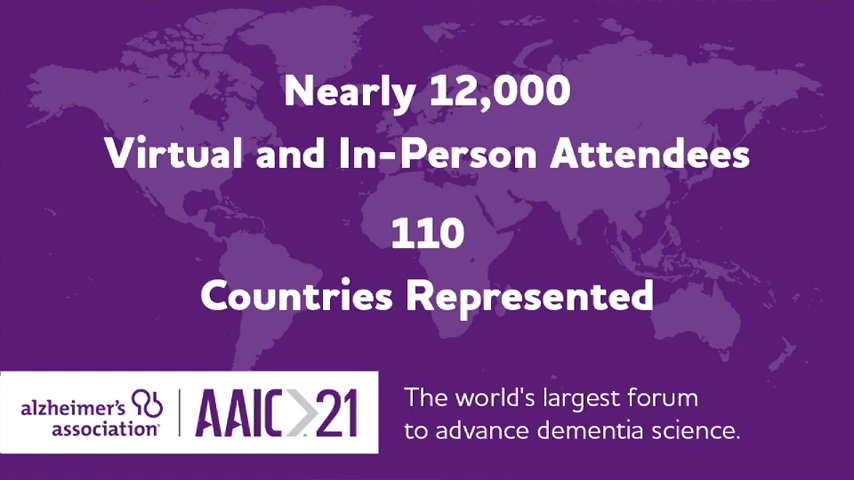 Nearly 12,000
Virtual and In-Person Attendees
110
Countries Represented
alzheimer's
association®
AAIC>21
The world's largest forum
to advance dementia science.